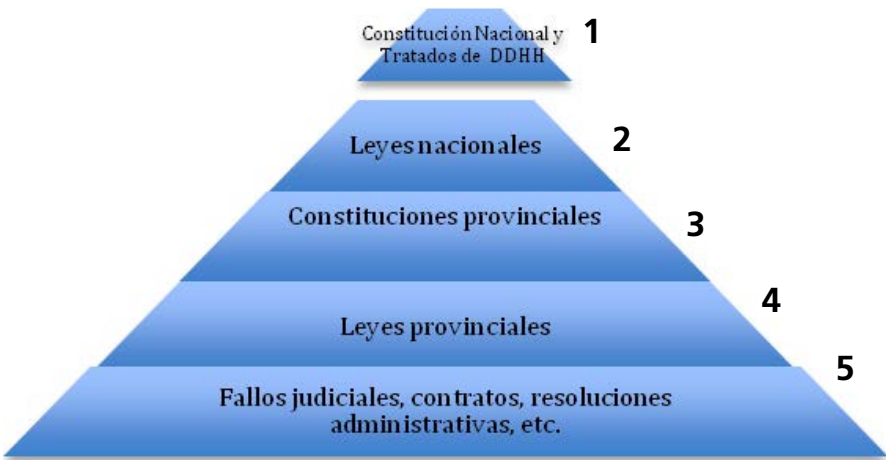 Constitución Nacional y 1
Tratados de DDHH
Leyes nacionales 2
Constituciones provinciales 3
4
Leyes provinciales
5
Fallos judiciales, contratos, resoluciones
administrativas, etc.